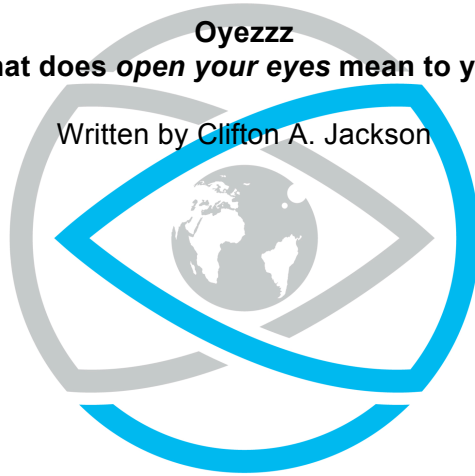 Oyezzz
hat does open your eyes mean to y
Written by Clifton A. Jackson